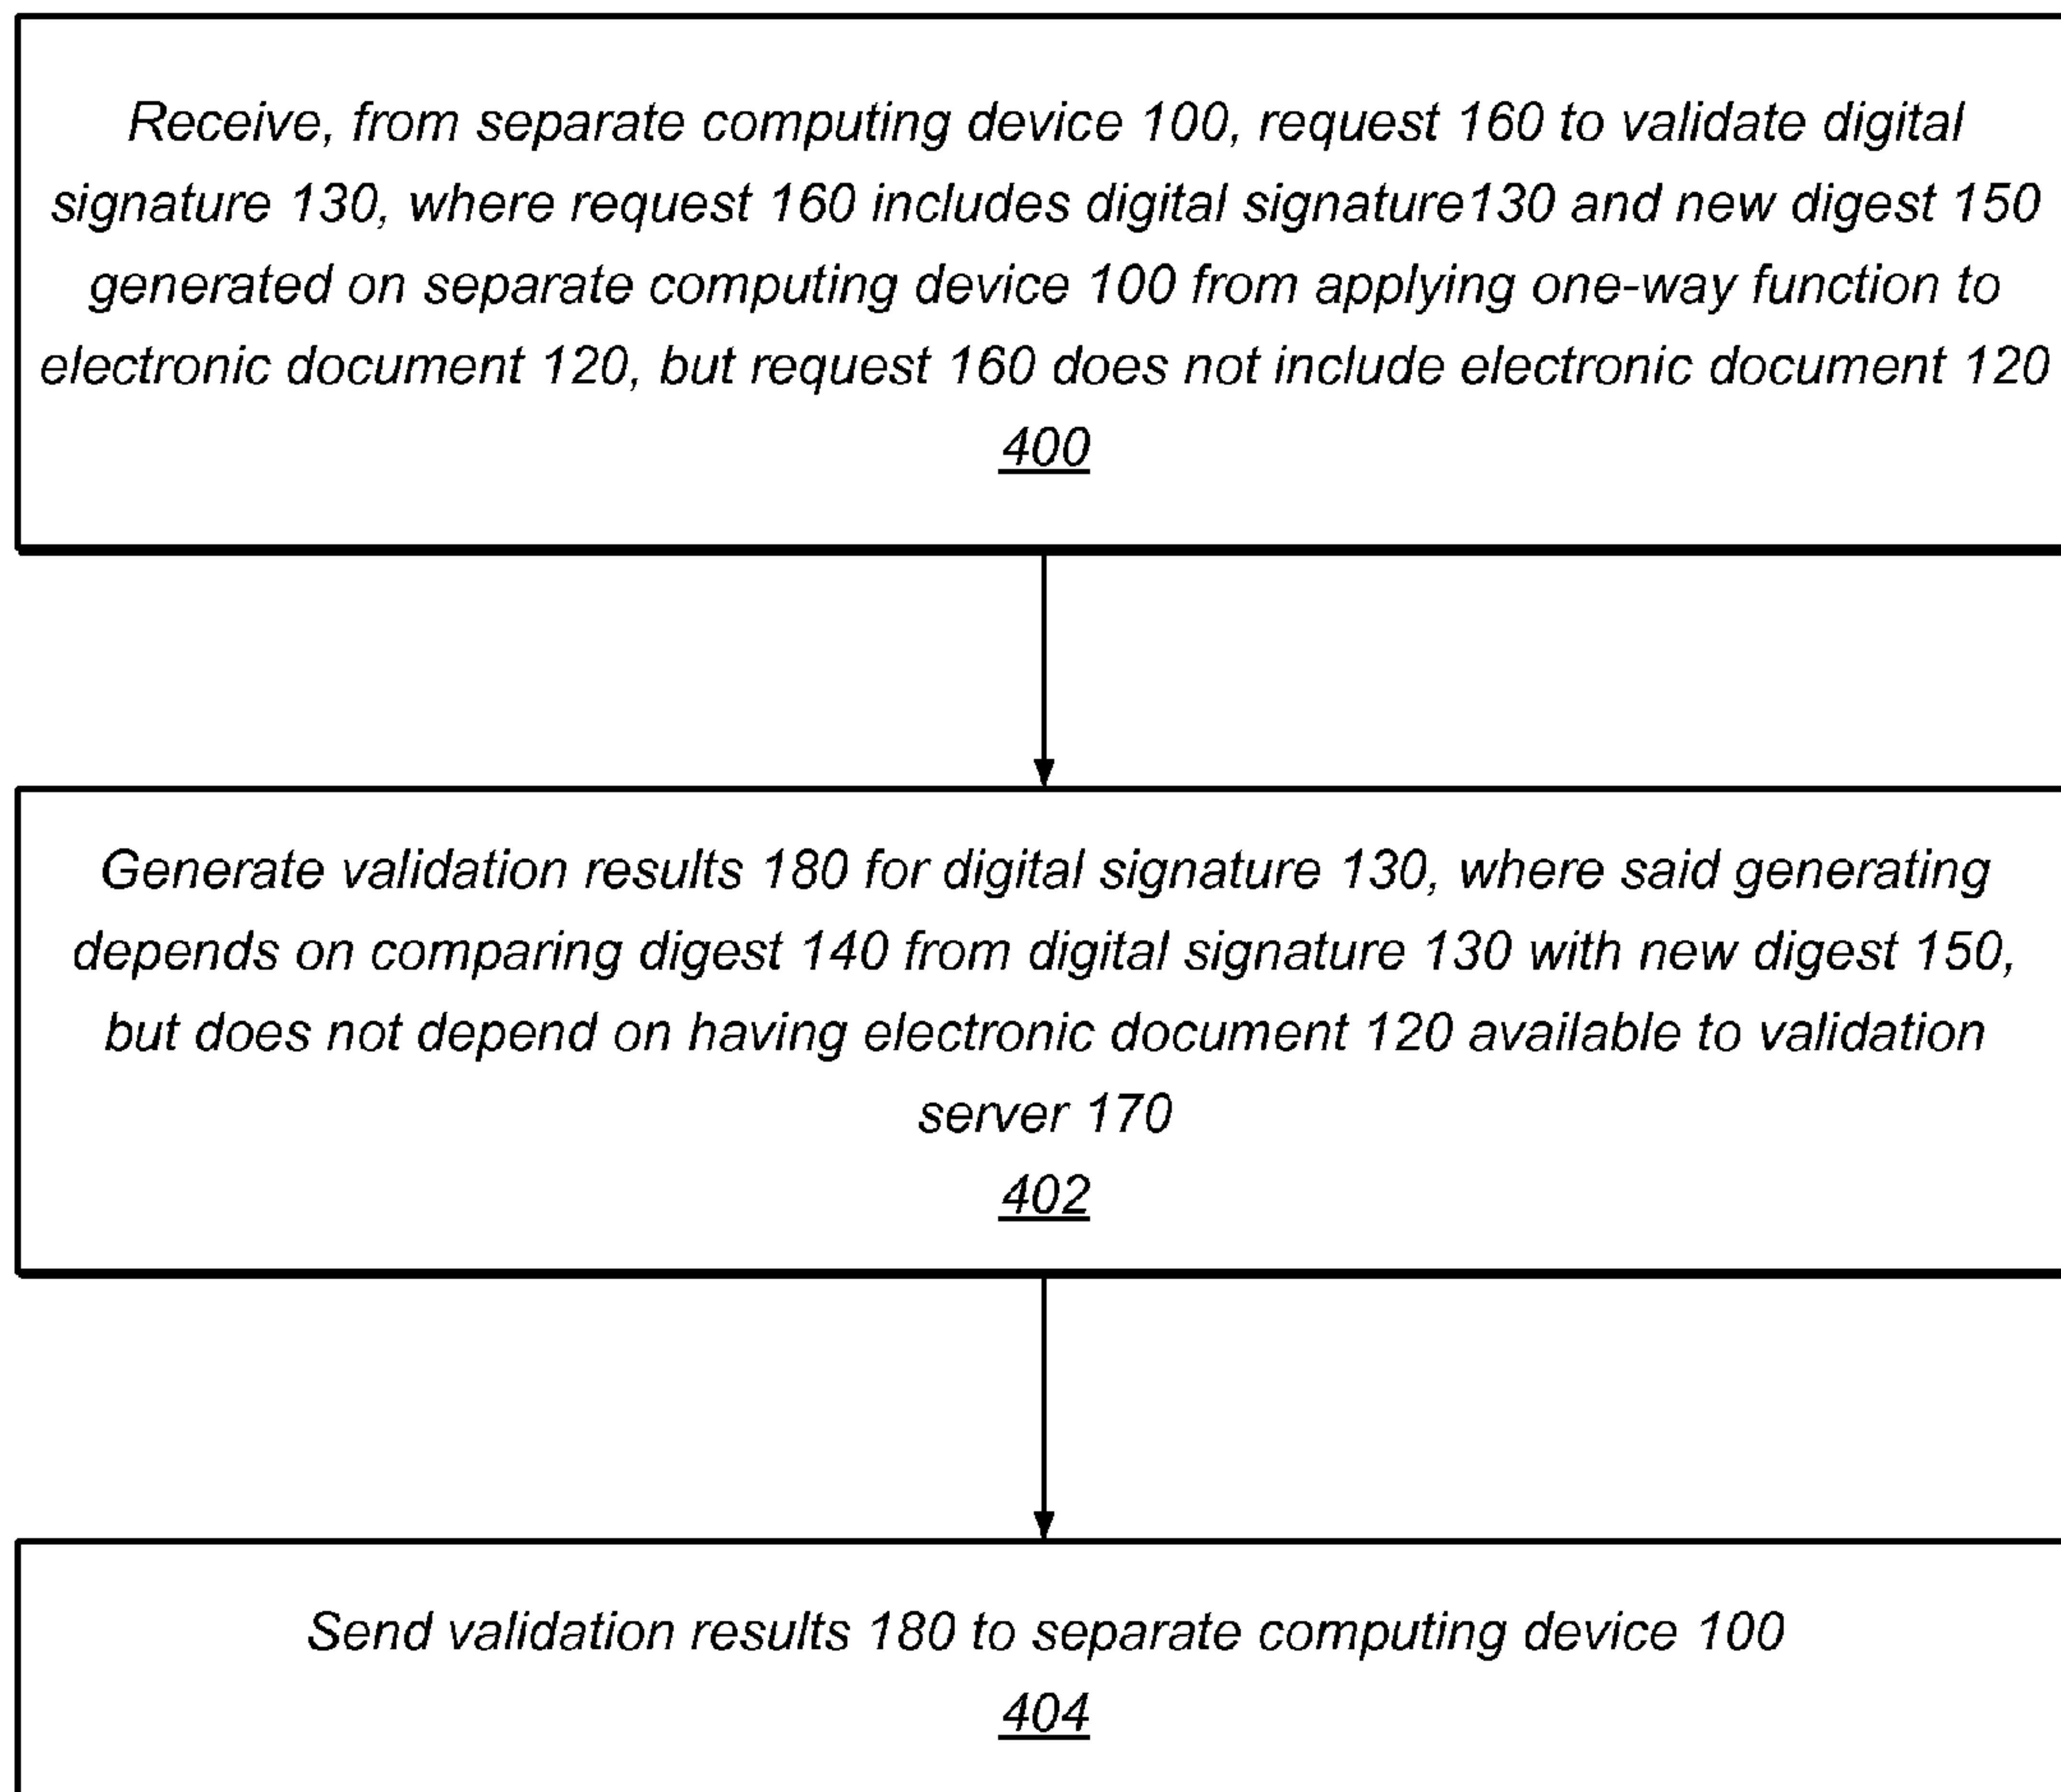 Receive, from separate computing device 100, request 160 to validate digital
signature 130, where request 160 includes digital signature130 and new digest 150
generated on separate computing device 100 from applying one-way function to
electronic document 120, but request 160 does not include electronic document 120
400
Generate validation results 180 for digital signature 130, where said generating
depends on comparing digest 140 from digital signature 130 with new digest 150,
but does not depend on having electronic document 120 available to validation
server 170
402
Send validation results 180 to separate computing device 100
404